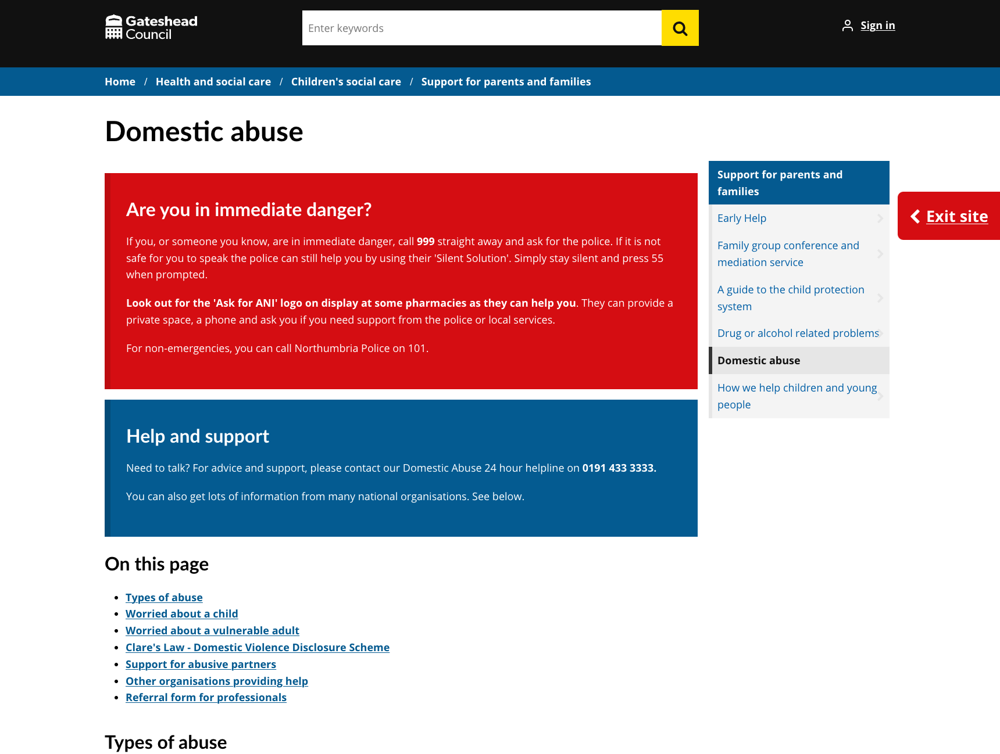 Gateshead
Council
Enter keywords
Sign in
Home / Health and social care / Children's social care / Support for parents and families
Domestic abuse
Are you in immediate danger?
If you, or someone you know, are in immediate danger, call 999 straight away and ask for the police. If it is not
safe for you to speak the police can still help you by using their 'Silent Solution'. Simply stay silent and press 55
when prompted.
Look out for the 'Ask for ANI' logo on display at some pharmacies as they can help you. They can provide a
private space, a phone and ask you if you need support from the police or local services.
For non-emergencies, you can call Northumbria Police on 101.
Help and support
Need to talk? For advice and support, please contact our Domestic Abuse 24 hour helpline on 0191 433 3333.
You can also get lots of information from many national organisations. See below.
On this page
Types of abuse
Worried about a child
Worried about a vulnerable adult
Clare's Law - Domestic Violence Disclosure Scheme
Support for abusive partners
Other organisations providing help
Referral form for professionals
Types of abuse
Support for parents and
families
Early Help
Family group conference and
mediation service
A guide to the child protection
system
Drug or alcohol related problems
Domestic abuse
How we help children and young
people
Exit site